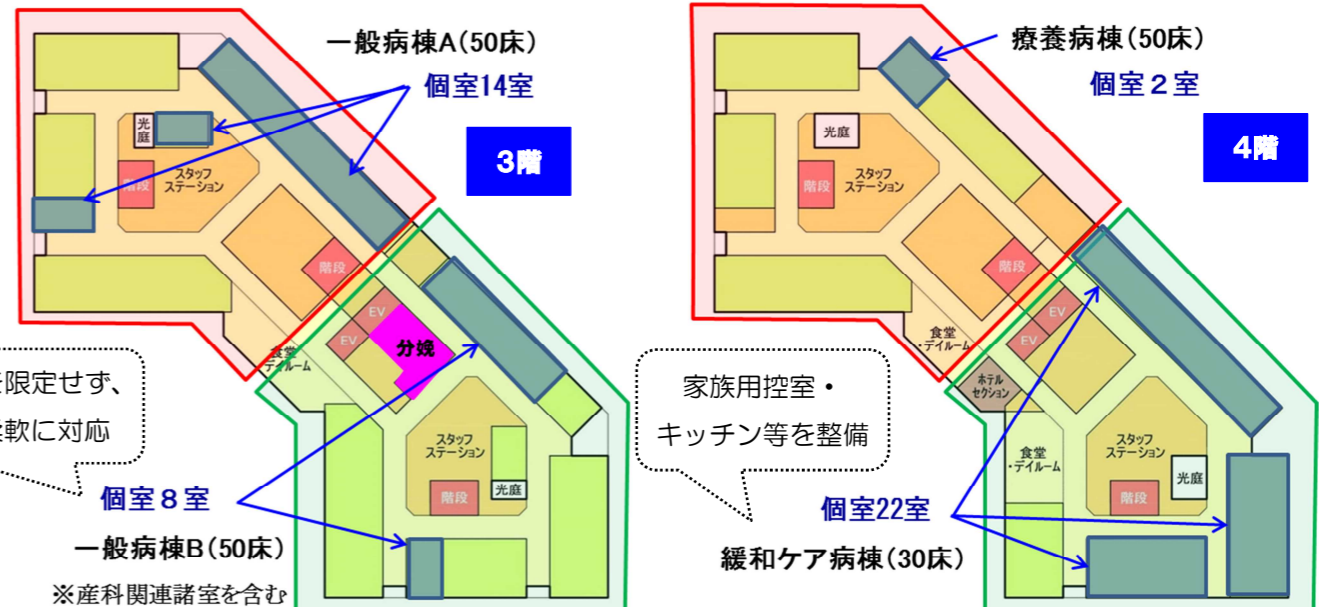 一般病棟A(50床)
個室14室
3階
光庭
階段
スタッフ
ステーション
階段
EV
EV
分娩
食堂
・デイルーム
を限定せず、
柔軟に対応
スタッフ
ステーション
階段
光庭
個室８室
一般病棟B(50床)
※産科関連諸室を含む
療養病棟(50床)
個室２室
4階
光庭
階段
スタッフ
ステーション
階段
EV
EV
食堂
・デイルーム
ホテル
セクション
家族用控室・
キッチン等を整備
食堂
・デイルーム
スタッフ
ステーション
階段
光庭
個室22室
緩和ケア病棟(30床)